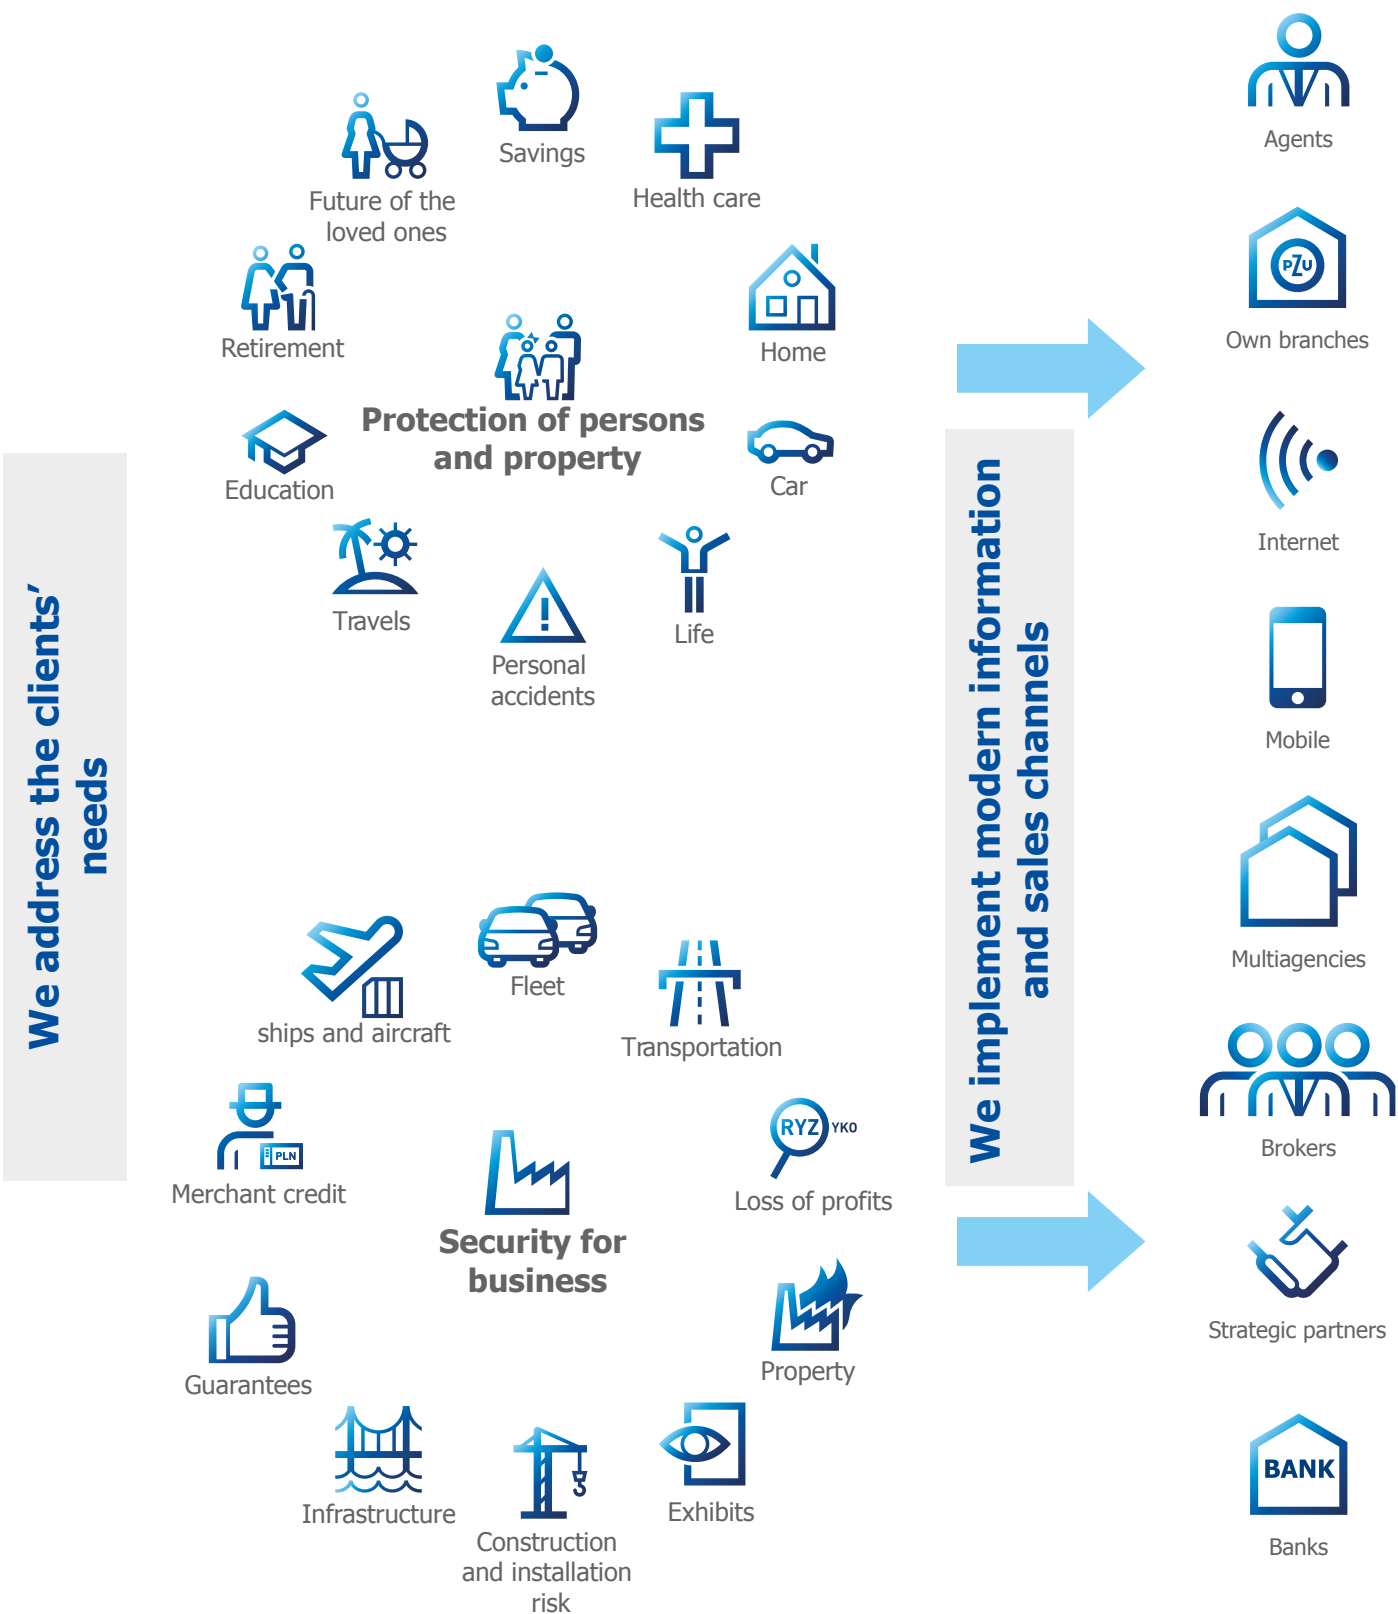 We address the clients’
needs
Savings
Future of the
loved ones
Health care
Retirement
Home
Protection of persons
and property
Education
Car
Travels
Life
Personal
accidents
Fleet
ships and aircraft
Transportation
PLN
Merchant credit
RYZ YKO
Loss of profits
Security for
business
Guarantees
Property
Infrastructure
Exhibits
Construction
and installation
risk
We implement modern information
and sales channels
Agents
PZU
Own branches
Internet
Mobile
Multiagencies
Brokers
Strategic partners
BANK
Banks